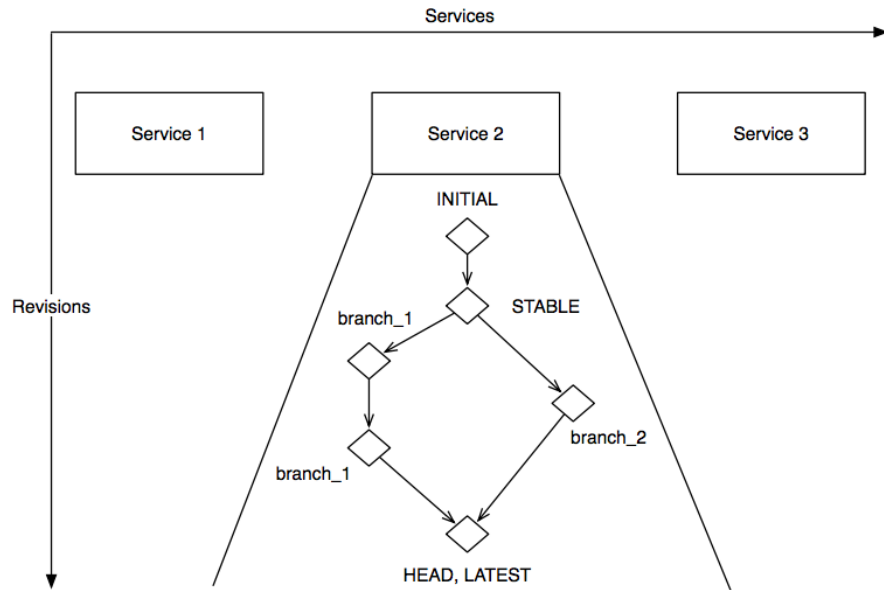 Services
Service 1
Service 2
Service 3
INITIAL
Revisions
STABLE
branch_1
branch_2
branch_1
HEAD, LATEST